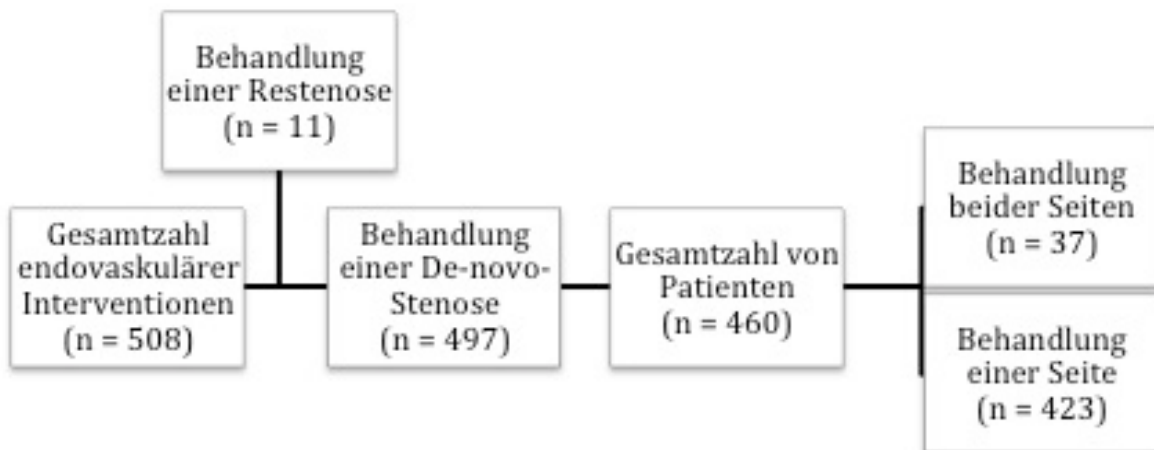 Behandlung
einer Restenose
(n = 11)
Gesamtzahl
endovaskulärer
Interventionen
(n = 508)
Behandlung
einer De-novo-
Stenose
(n = 497)
Gesamtzahl von
Patienten
(n = 460)
Behandlung
beider Seiten
(n = 37)
Behandlung
einer Seite
(n = 423)